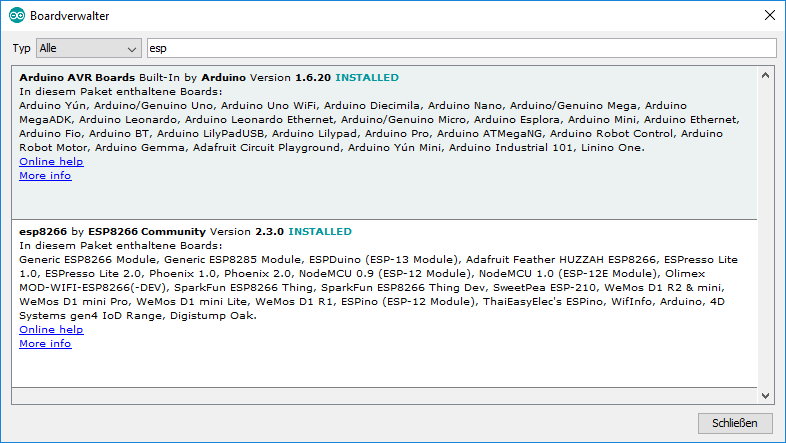 Boardverwalter
Typ Alle esp
Arduino AVR Boards Built-In by Arduino Version 1.6.20 INSTALLED
In diesem Paket enthaltene Boards:
Arduino Yún, Arduino/Genuino Uno, Arduino Uno WiFi, Arduino Diecimila, Arduino Nano, Arduino/Genuino Mega, Arduino
MegaADK, Arduino Leonardo, Arduino Leonardo Ethernet, Arduino/Genuino Micro, Arduino Esplora, Arduino Mini, Arduino Ethernet,
Arduino Fio, Arduino BT, Arduino LilyPadUSB, Arduino Lilypad, Arduino Pro, Arduino ATMegaNG, Arduino Robot Control, Arduino
Robot Motor, Arduino Gemma, Adafruit Circuit Playground, Arduino Yún Mini, Arduino Industrial 101, Linino One.
Online help
More info
esp8266 by ESP8266 Community Version 2.3.0 INSTALLED
In diesem Paket enthaltene Boards:
Generic ESP8266 Module, Generic ESP8285 Module, ESPDuino (ESP-13 Module), Adafruit Feather HUZZAH ESP8266, ESPresso Lite
1.0, ESPresso Lite 2.0, Phoenix 1.0, Phoenix 2.0, NodeMCU 0.9 (ESP-12 Module), NodeMCU 1.0 (ESP-12E Module), Olimex
MOD-WIFI-ESP8266(-DEV), SparkFun ESP8266 Thing, SparkFun ESP8266 Thing Dev, SweetPea ESP-210, WeMos D1 R2 & mini,
WeMos D1 mini Pro, WeMos D1 mini Lite, WeMos D1 R1, ESPino (ESP-12 Module), ThaiEasyElec's ESPino, WifInfo, Arduino, 4D
Systems gen4 IoD Range, Digistump Oak.
Online help
More info
Schließen